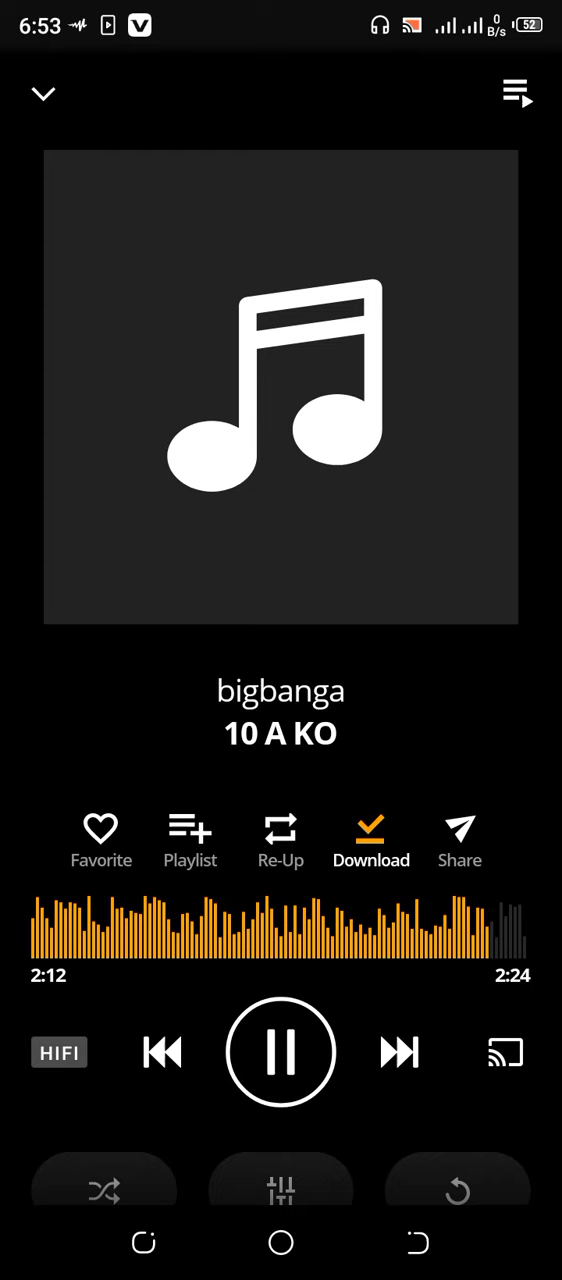 6:53
0
B/s
52
bigbanga
10 A KO
Favorite Playlist Re-Up Download Share
2:12 2:24
HIFI